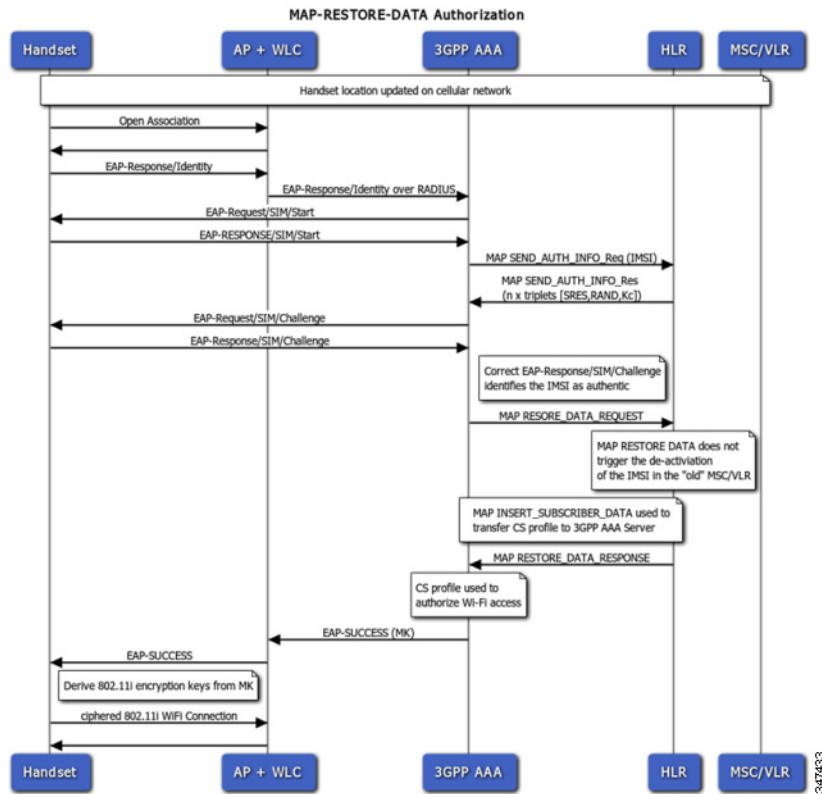 MAP-RESTORE-DATA Authorization
Handset
AP + WLC
3GPP AAA
HLR
MSC/VLR
Handset location updated on cellular network
Open Association
EAP-Response/Identity
EAP-Response/Identity over RADIUS
EAP-Request/SIM/Start
EAP-RESPONSE/SIM/Start
MAP SEND_AUTH_INFO_Req (IMSI)
MAP SEND_AUTH_INFO_Res
(n x triplets [SRES,RAND,Kc])
EAP-Request/SIM/Challenge
EAP-Response/SIM/Challenge
Correct EAP-Response/SIM/Challenge
identifies the IMSI as authentic
MAP RESORE_DATA_REQUEST
MAP RESTORE DATA does not
trigger the de-activiation
of the IMSI in the "old" MSC/VLR
MAP INSERT_SUBSCRIBER_DATA used to
transfer CS profile to 3GPP AAA Server
MAP RESTORE_DATA_RESPONSE
CS profile used to
authorize Wi-Fi access
EAP-SUCCESS (MK)
EAP-SUCCESS
Derive 802.11i encryption keys from MK
ciphered 802.11i WiFi Connection
Handset
AP + WLC
3GPP AAA
HLR
MSC/VLR
347433